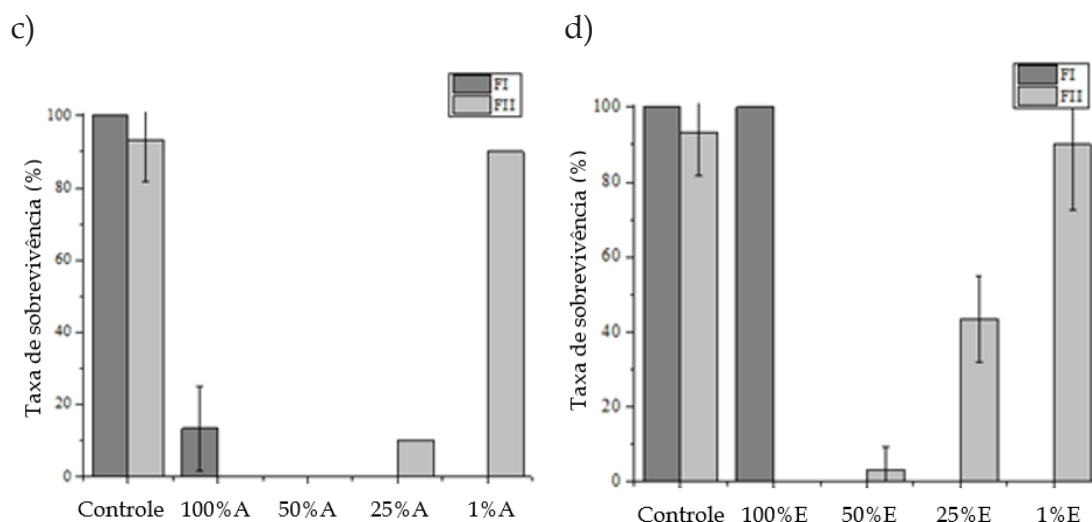 c)
FI
FII
Taxa de sobrevivência (%)
100
80
60
40
20
0
Controle 100%A 50%A 25%A 1%A
d)
FI
FII
Taxa de sobrevivência (%)
100
80
60
40
20
0
Controle 100%E 50%E 25%E 1%E